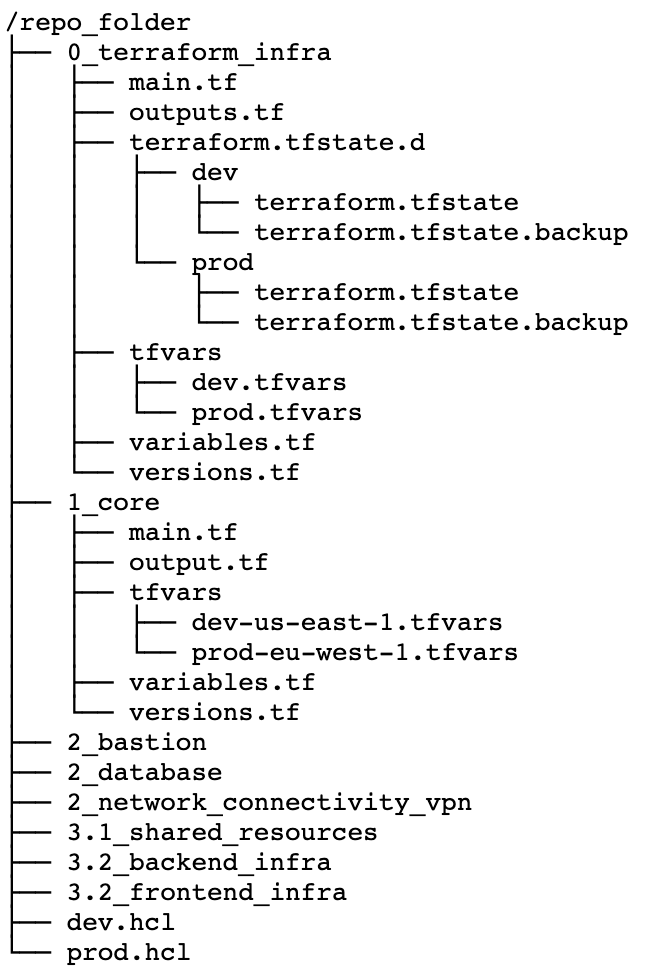 /repo_folder
0_terraform_infra
main.tf
outputs.tf
terraform.tfstate.d
dev
terraform.tfstate
terraform.tfstate.backup
prod
terraform.tfstate
terraform.tfstate.backup
tfvars
dev.tfvars
prod.tfvars
variables.tf
versions.tf
1_core
main.tf
output.tf
tfvars
dev-us-east-1.tfvars
prod-eu-west-1.tfvars
variables.tf
versions.tf
2_bastion
2_database
2_network_connectivity_vpn
3.1_shared_resources
3.2_backend_infra
3.2_frontend_infra
dev.hcl
prod.hcl